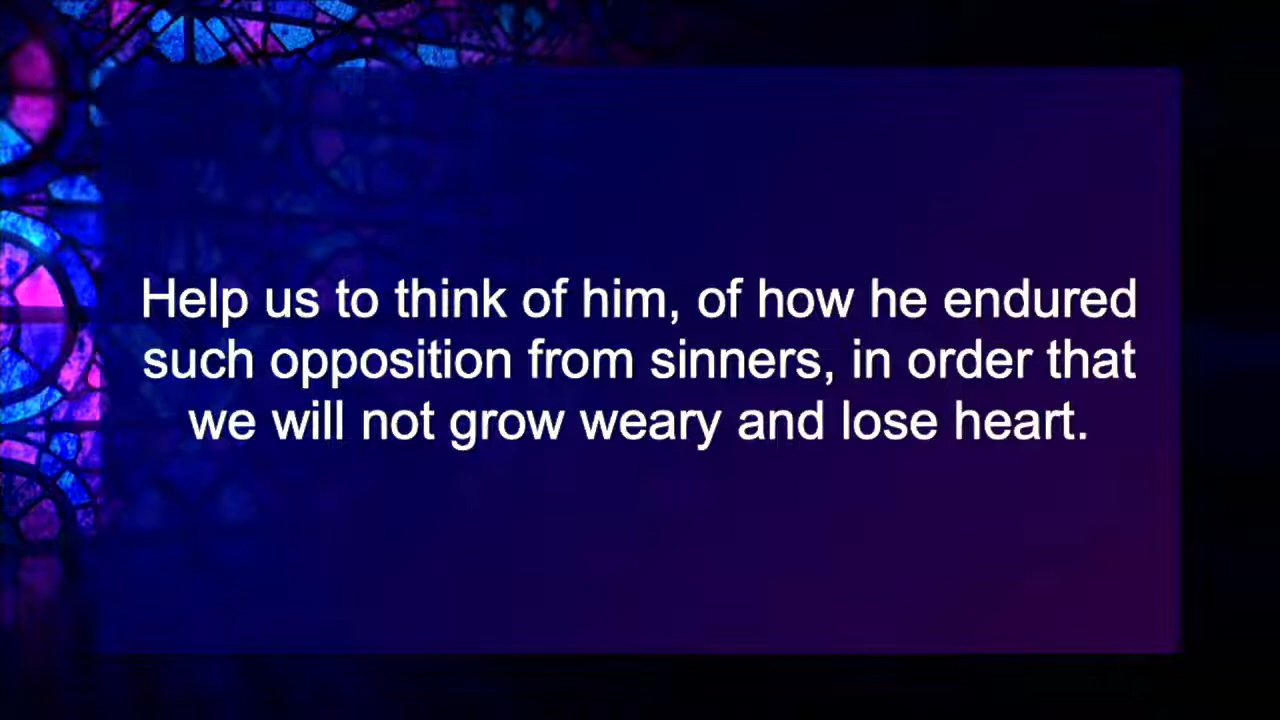 Help us to think of him, of how he endured
such opposition from sinners, in order that
we will not grow weary and lose heart.